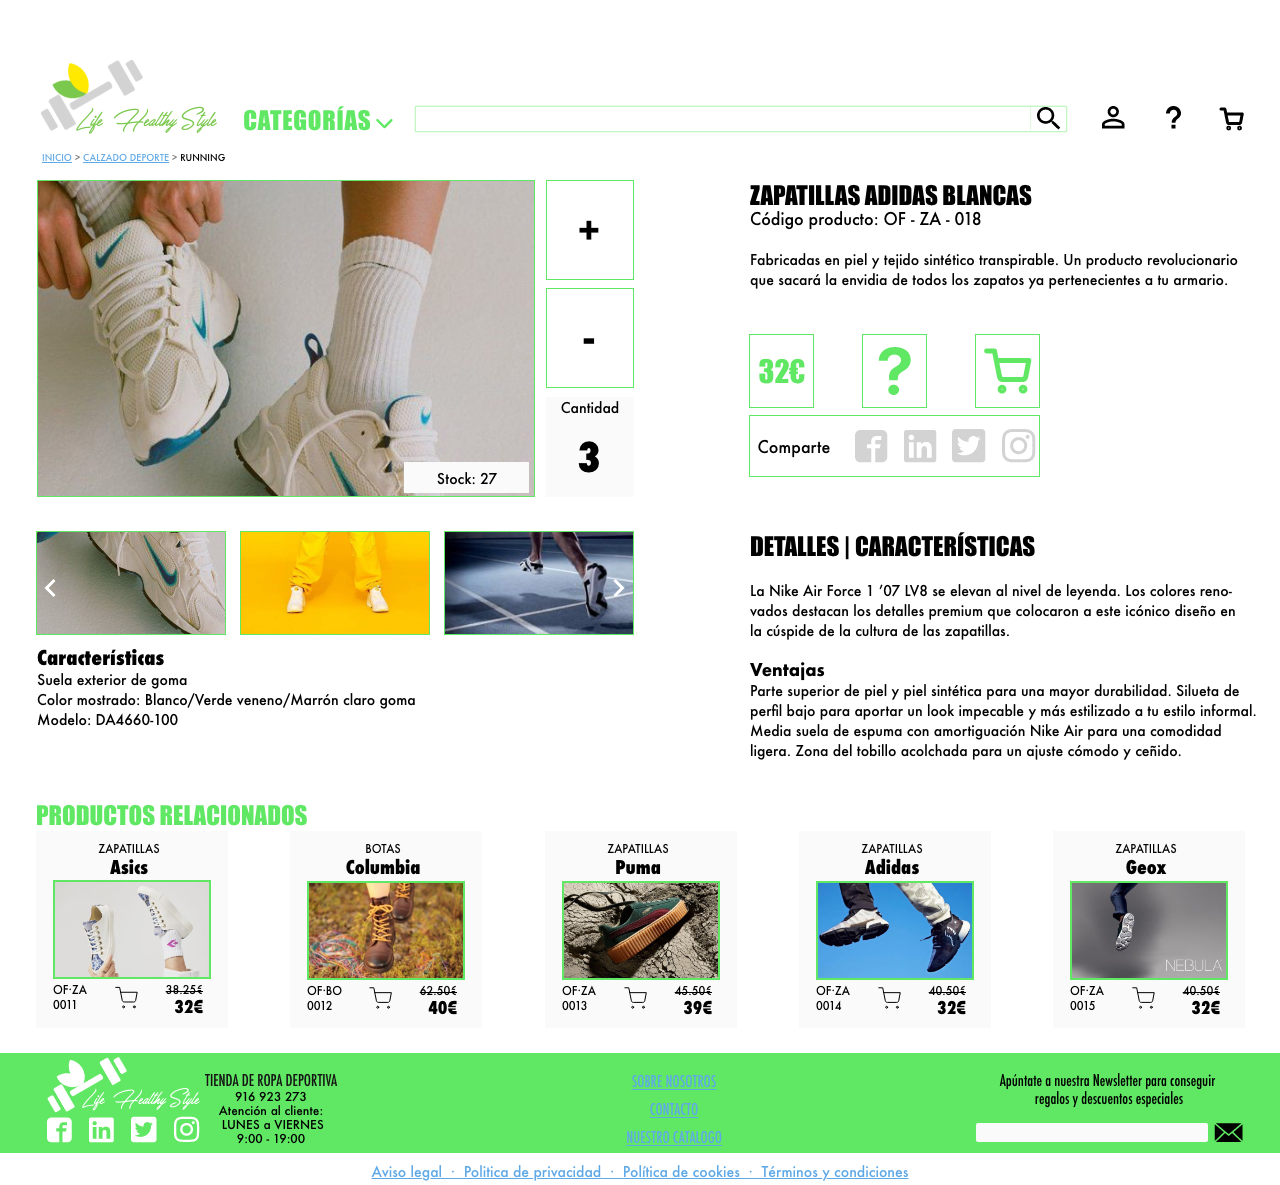 Life Healthy Style
CATEGORÍAS
INICIO > CALZADO DEPORTE > RUNNING
+
-
Cantidad
3
Stock: 27
ZAPATILLAS ADIDAS BLANCAS
Código producto: OF - ZA - 018
Fabricadas en piel y tejido sintético transpirable. Un producto revolucionario
que sacará la envidia de todos los zapatos ya pertenecientes a tu armario.
32€
?
Comparte
DETALLES | CARACTERÍSTICAS
La Nike Air Force 1 ’07 LV8 se elevan al nivel de leyenda. Los colores reno-
vados destacan los detalles premium que colocaron a este icónico diseño en
la cúspide de la cultura de las zapatillas.
Ventajas
Parte superior de piel y piel sintética para una mayor durabilidad. Silueta de
perfil bajo para aportar un look impecable y más estilizado a tu estilo informal.
Media suela de espuma con amortiguación Nike Air para una comodidad
ligera. Zona del tobillo acolchada para un ajuste cómodo y ceñido.
Características
Suela exterior de goma
Color mostrado: Blanco/Verde veneno/Marrón claro goma
Modelo: DA4660-100
PRODUCTOS RELACIONADOS
ZAPATILLAS
Asics
OF·ZA
0011
38.25€
32€
BOTAS
Columbia
OF·BO
0012
62.50€
40€
ZAPATILLAS
Puma
OF·ZA
0013
45.50€
39€
ZAPATILLAS
Adidas
OF·ZA
0014
40.50€
32€
ZAPATILLAS
Geox
NEBULA
OF·ZA
0015
40.50€
32€
Life Healthy Style
TIENDA DE ROPA DEPORTIVA
916 923 273
Atención al cliente:
LUNES a VIERNES
9:00 - 19:00
SOBRE NOSOTROS
CONTACTO
NUESTRO CATALOGO
Apúntate a nuestra Newsletter para conseguir
regalos y descuentos especiales
Aviso legal · Politica de privacidad · Política de cookies · Términos y condiciones